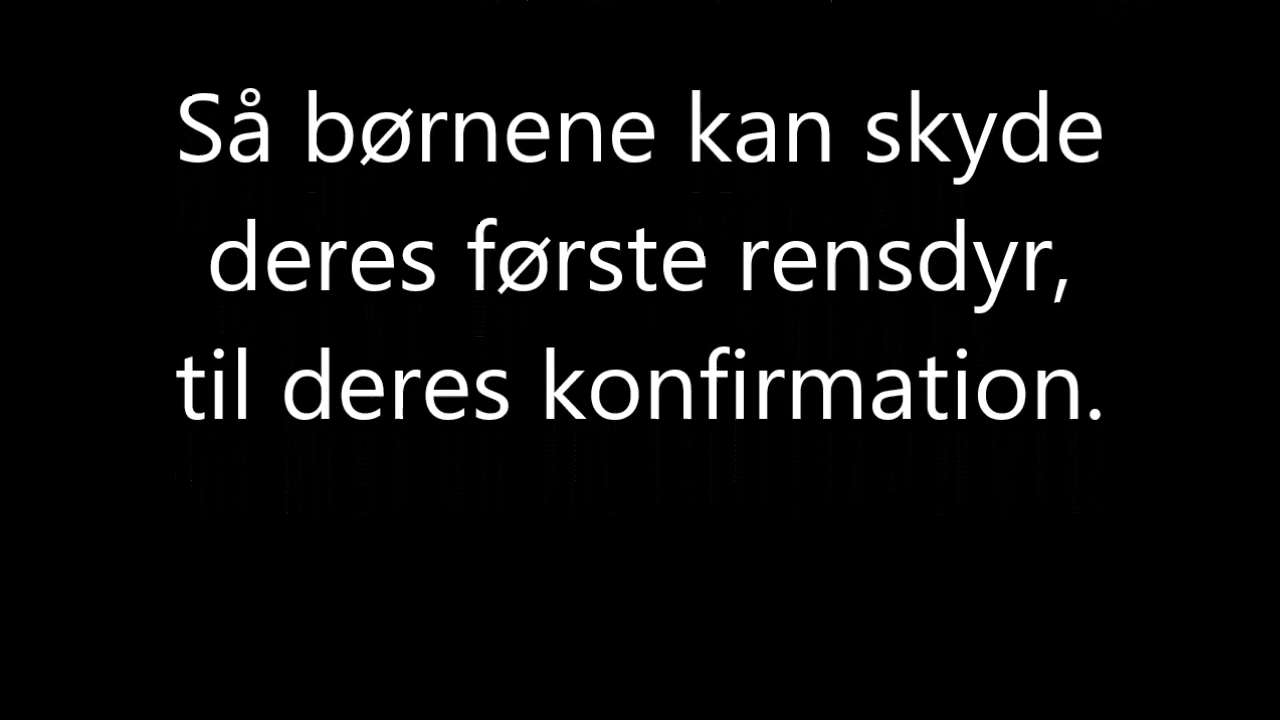 Så børnene kan skyde
deres første rensdyr,
til deres konfirmation.